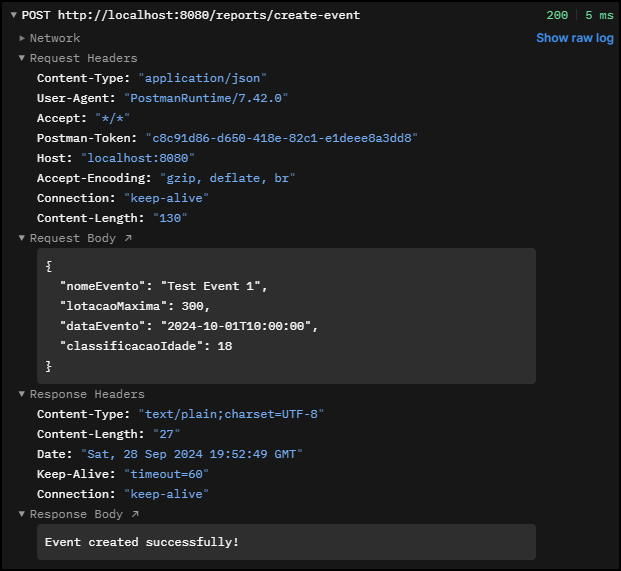 ▼ POST http://localhost:8080/reports/create-event 200 | 5 ms
▶ Network Show raw log
▼ Request Headers
Content-Type: "application/json"
User-Agent: "PostmanRuntime/7.42.0"
Accept: "*/*"
Postman-Token: "c8c91d86-d650-418e-82c1-e1deee8a3dd8"
Host: "localhost:8080"
Accept-Encoding: "gzip, deflate, br"
Connection: "keep-alive"
Content-Length: "130"
▼ Request Body ↗
{
  "nomeEvento": "Test Event 1",
  "lotacaoMaxima": 300,
  "dataEvento": "2024-10-01T10:00:00",
  "classificacaoIdade": 18
}
▼ Response Headers
Content-Type: "text/plain;charset=UTF-8"
Content-Length: "27"
Date: "Sat, 28 Sep 2024 19:52:49 GMT"
Keep-Alive: "timeout=60"
Connection: "keep-alive"
▼ Response Body ↗
Event created successfully!